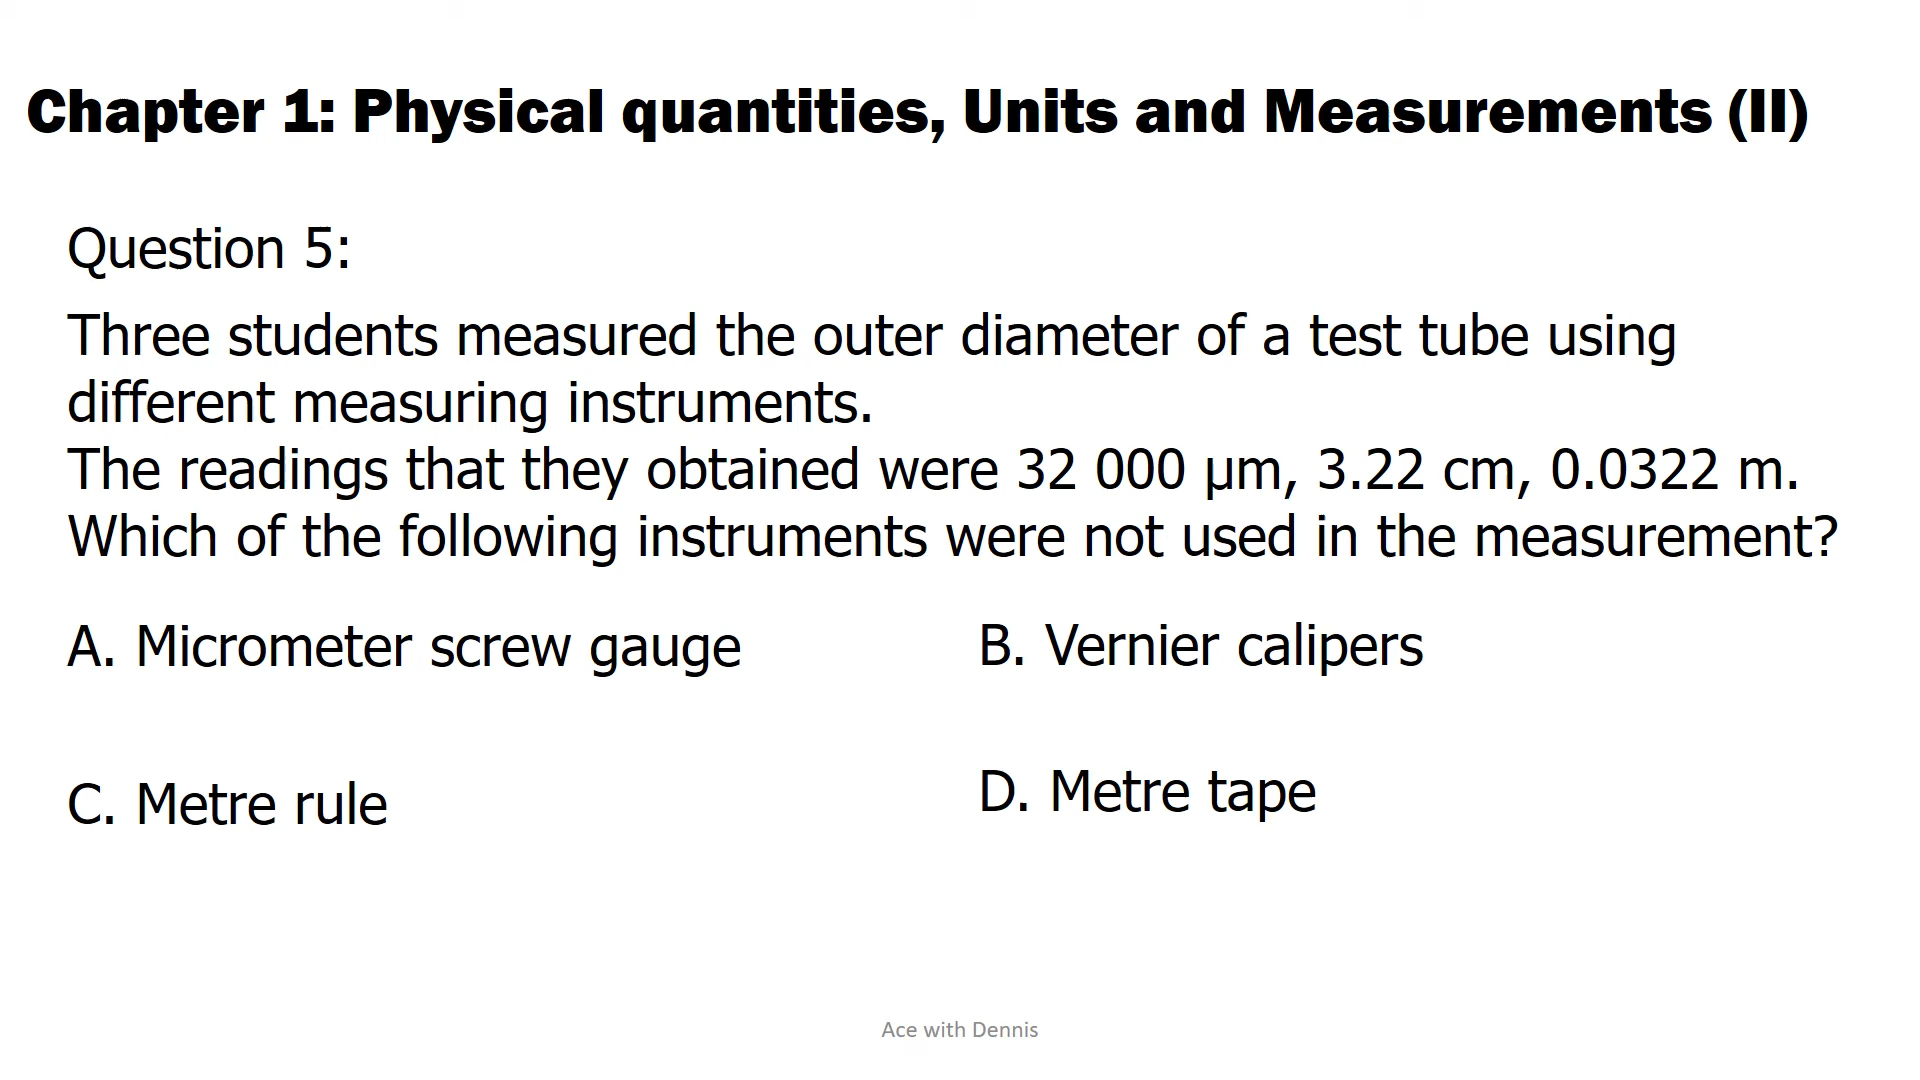 Chapter 1: Physical quantities, Units and Measurements (II)
Question 5:
Three students measured the outer diameter of a test tube using
different measuring instruments.
The readings that they obtained were 32 000 μm, 3.22 cm, 0.0322 m.
Which of the following instruments were not used in the measurement?
A. Micrometer screw gauge
B. Vernier calipers
C. Metre rule
D. Metre tape
Ace with Dennis